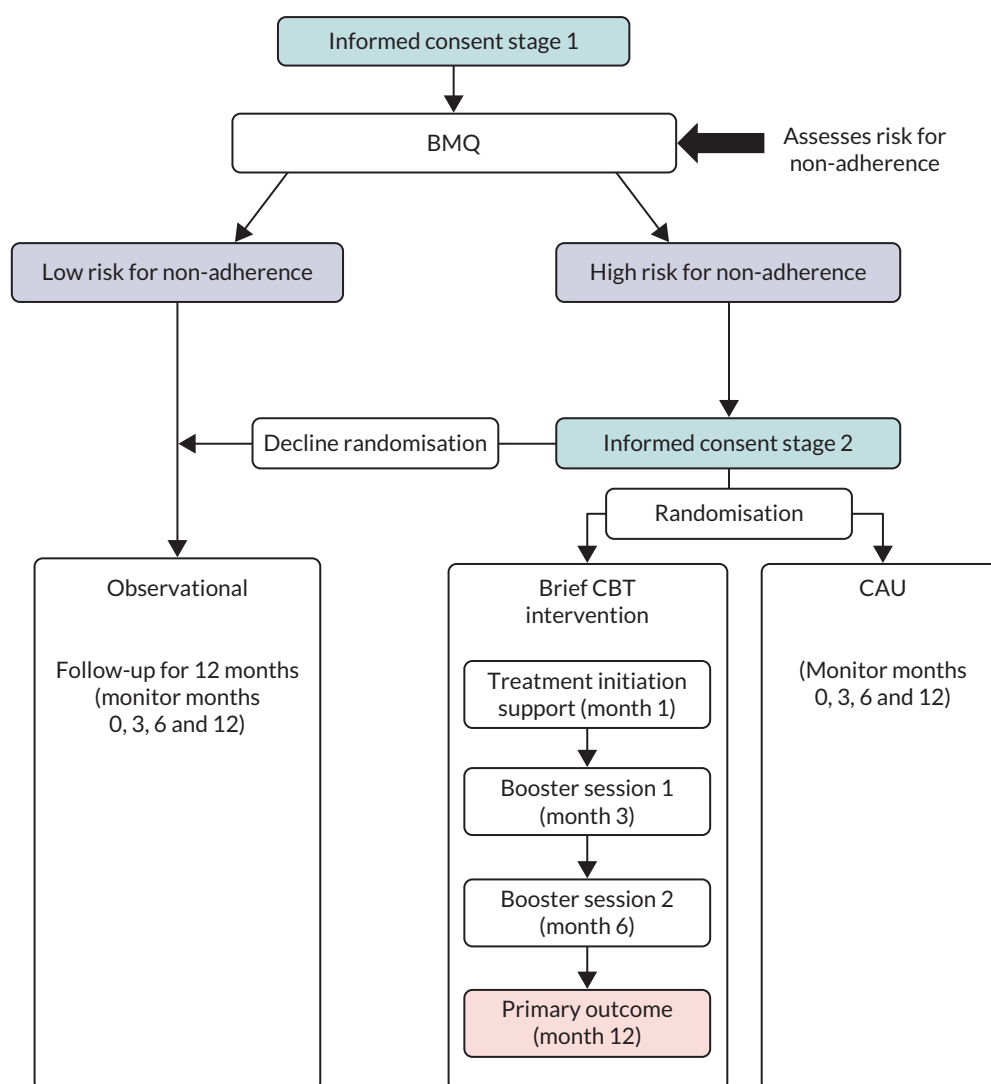 Informed consent stage 1
BMQ
Assesses risk for
non-adherence
Low risk for non-adherence
High risk for non-adherence
Decline randomisation
Informed consent stage 2
Randomisation
Observational
Follow-up for 12 months
(monitor months
0, 3, 6 and 12)
Brief CBT
intervention
Treatment initiation
support (month 1)
Booster session 1
(month 3)
Booster session 2
(month 6)
Primary outcome
(month 12)
CAU
(Monitor months
0, 3, 6 and 12)